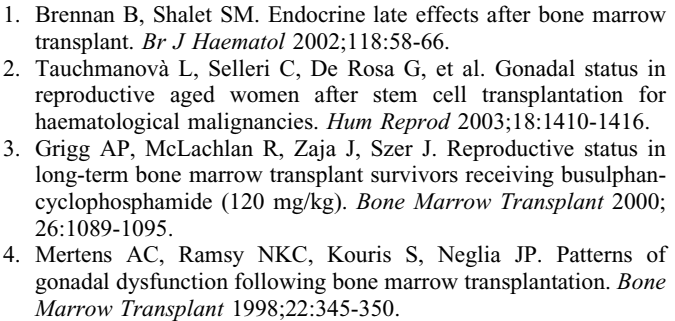 1. Brennan B, Shalet SM. Endocrine late effects after bone marrow
transplant. Br J Haematol 2002;118:58-66.
2. Tauchmanovà L, Selleri C, De Rosa G, et al. Gonadal status in
reproductive aged women after stem cell transplantation for
haematological malignancies. Hum Reprod 2003;18:1410-1416.
3. Grigg AP, McLachlan R, Zaja J, Szer J. Reproductive status in
long-term bone marrow transplant survivors receiving busulphan-
cyclophosphamide (120 mg/kg). Bone Marrow Transplant 2000;
26:1089-1095.
4. Mertens AC, Ramsy NKC, Kouris S, Neglia JP. Patterns of
gonadal dysfunction following bone marrow transplantation. Bone
Marrow Transplant 1998;22:345-350.